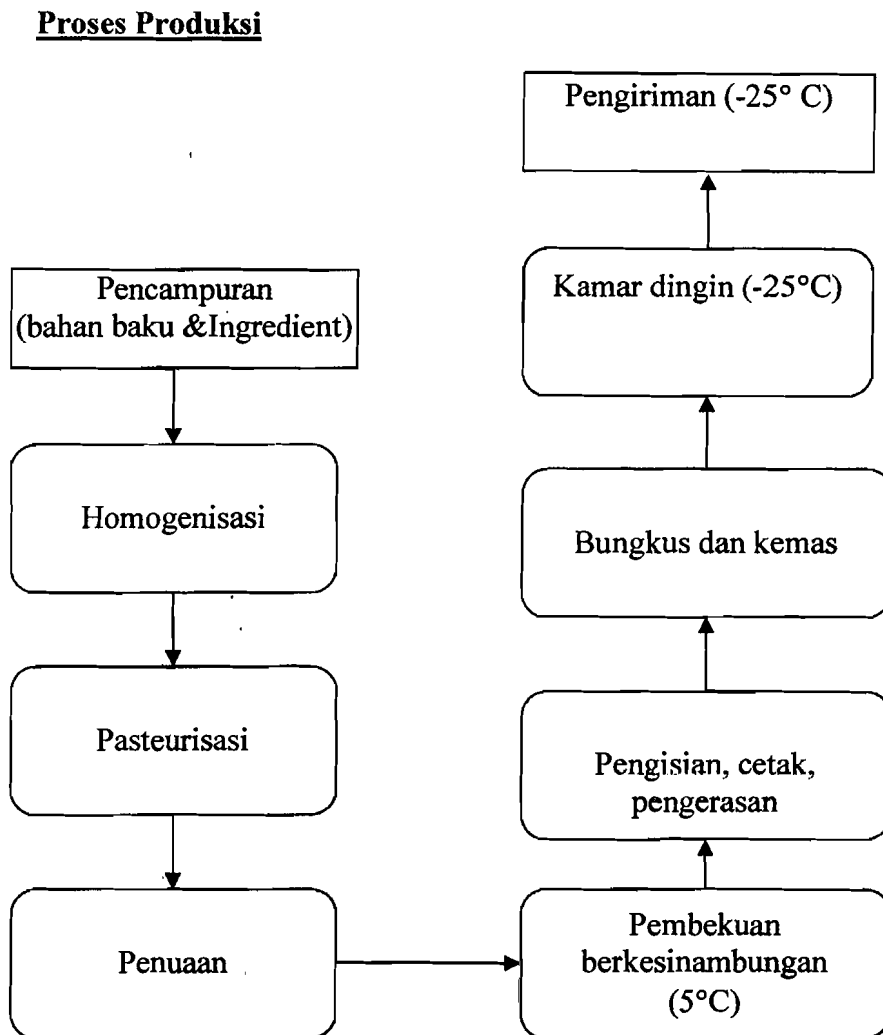 Proses Produksi
Pencampuran
(bahan baku &Ingredient)
Homogenisasi
Pasteurisasi
Penuaan
Pembekuan
berkesinambungan
(5°C)
Pengisian, cetak,
pengerasan
Bungkus dan kemas
Kamar dingin (-25°C)
Pengiriman (-25° C)